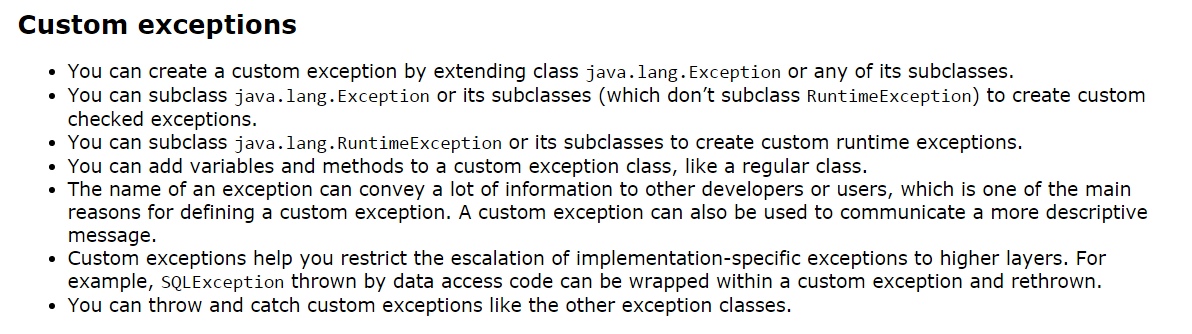 Custom exceptions
• You can create a custom exception by extending class java.lang.Exception or any of its subclasses.
• You can subclass java.lang.Exception or its subclasses (which don’t subclass RuntimeException) to create custom
checked exceptions.
• You can subclass java.lang.RuntimeException or its subclasses to create custom runtime exceptions.
• You can add variables and methods to a custom exception class, like a regular class.
• The name of an exception can convey a lot of information to other developers or users, which is one of the main
reasons for defining a custom exception. A custom exception can also be used to communicate a more descriptive
message.
• Custom exceptions help you restrict the escalation of implementation-specific exceptions to higher layers. For
example, SQLException thrown by data access code can be wrapped within a custom exception and rethrown.
• You can throw and catch custom exceptions like the other exception classes.